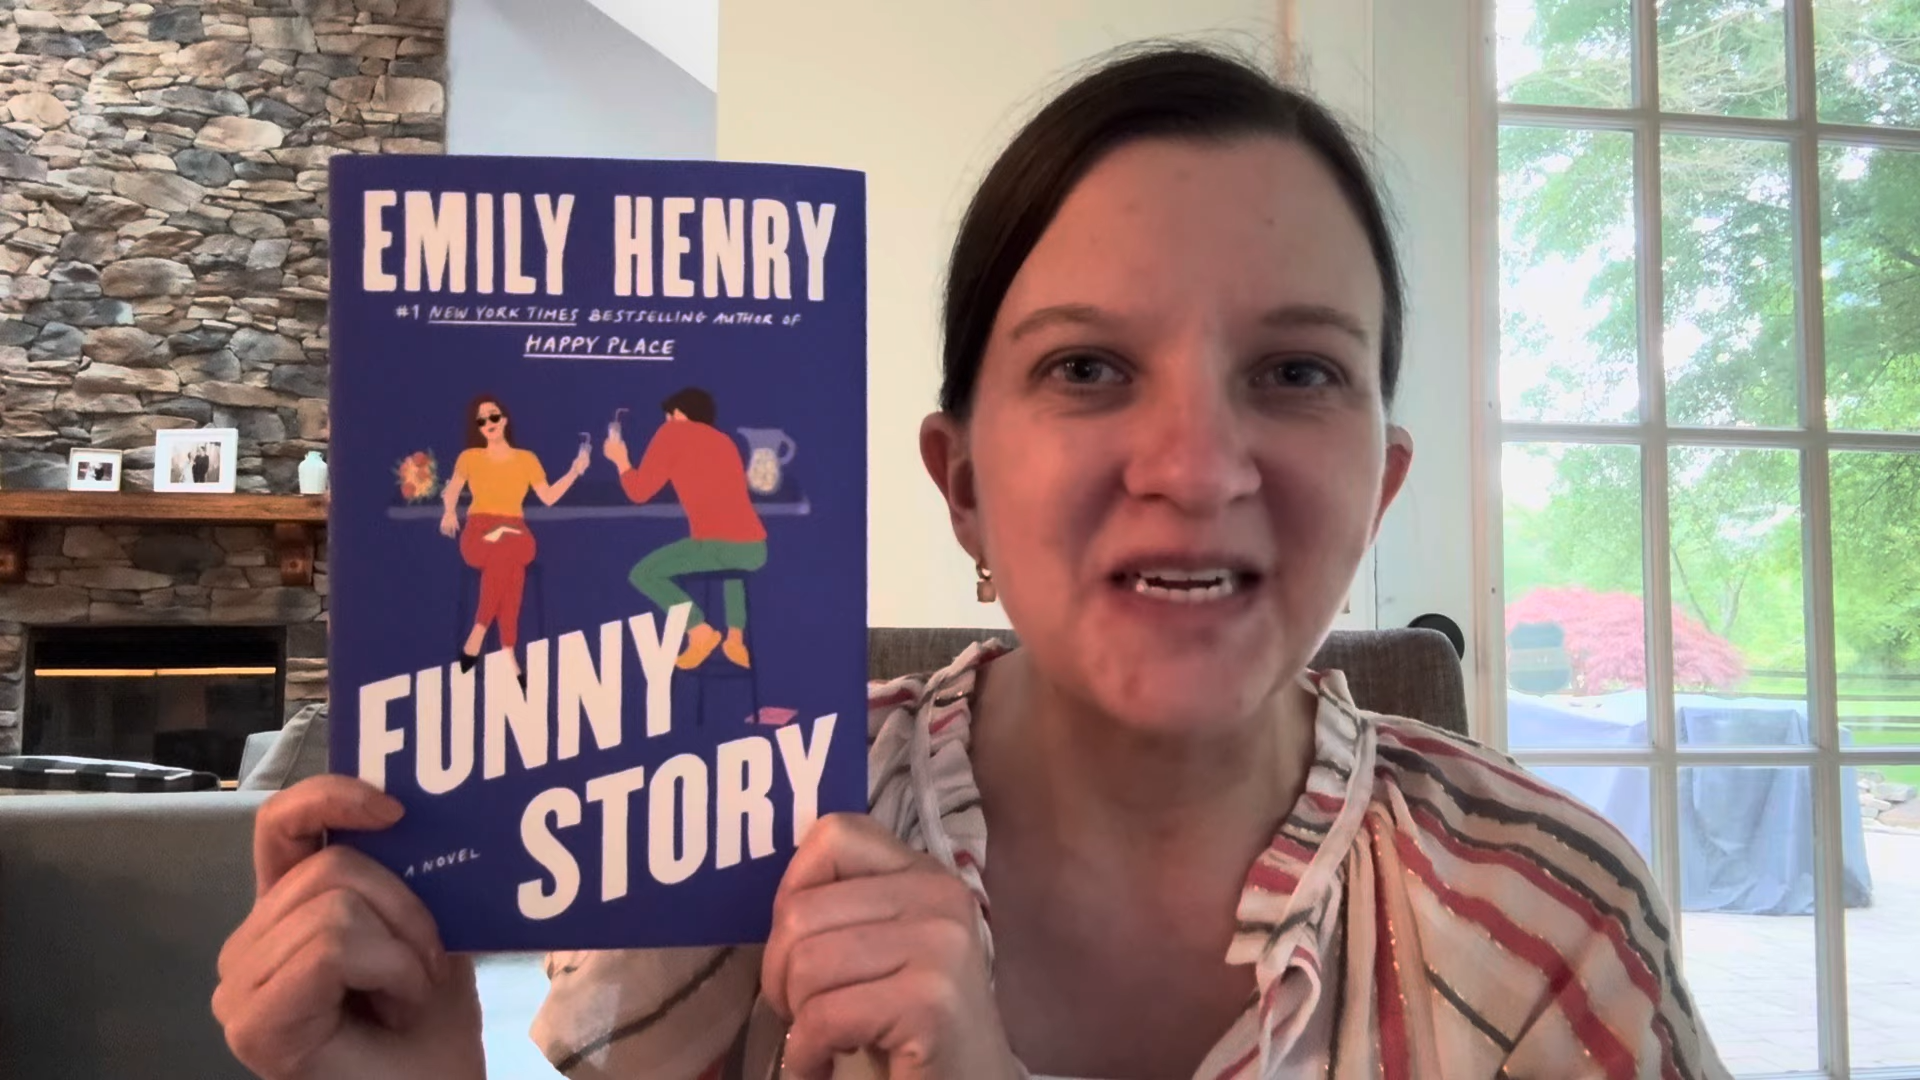 EMILY HENRY
#1 NEW YORK TIMES BESTSELLING AUTHOR OF
HAPPY PLACE
FUNNY
STORY
A NOVEL